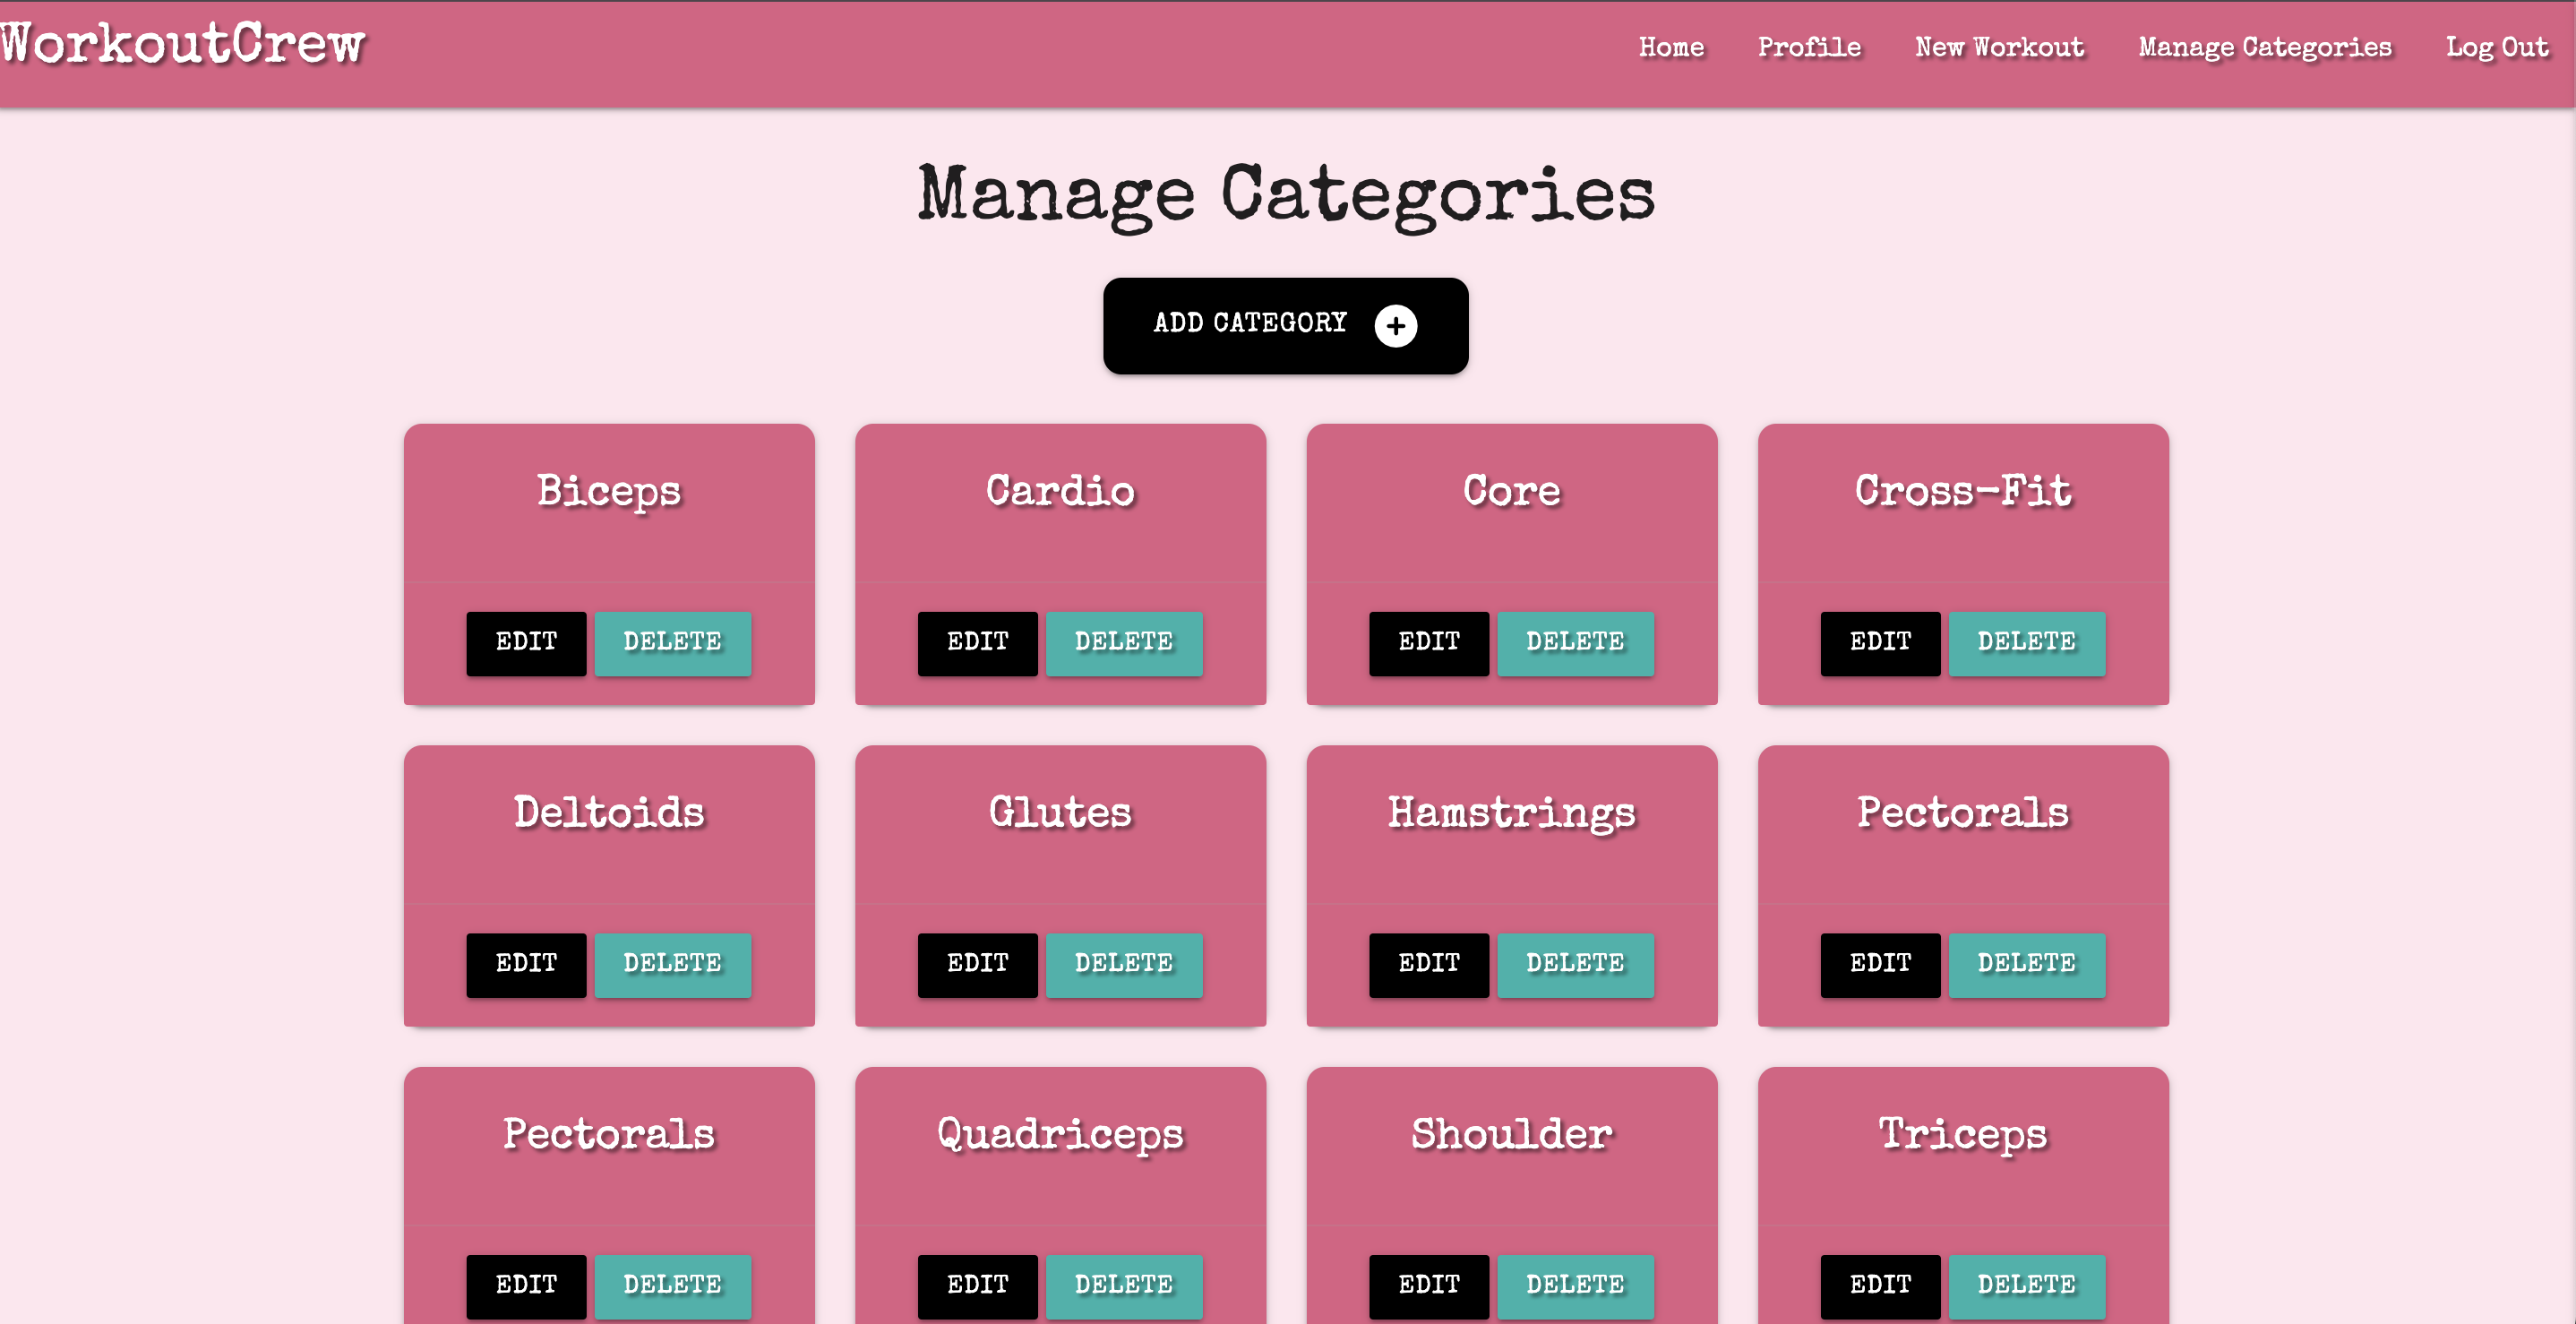 WorkoutCrew
Home Profile New Workout Manage Categories Log Out
Manage Categories
ADD CATEGORY
Biceps Cardio Core Cross-Fit
EDIT DELETE EDIT DELETE EDIT DELETE EDIT DELETE
Deltoids Glutes Hamstrings Pectorals
EDIT DELETE EDIT DELETE EDIT DELETE EDIT DELETE
Pectorals Quadriceps Shoulder Triceps
EDIT DELETE EDIT DELETE EDIT DELETE EDIT DELETE